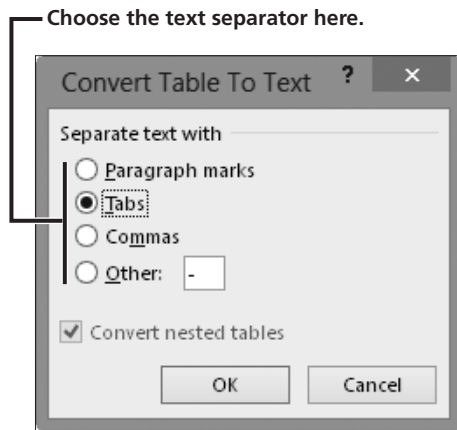 Choose the text separator here.
Convert Table To Text ? ×
Separate text with
Paragraph marks
Tabs
Commas
Other: -
Convert nested tables
OK Cancel